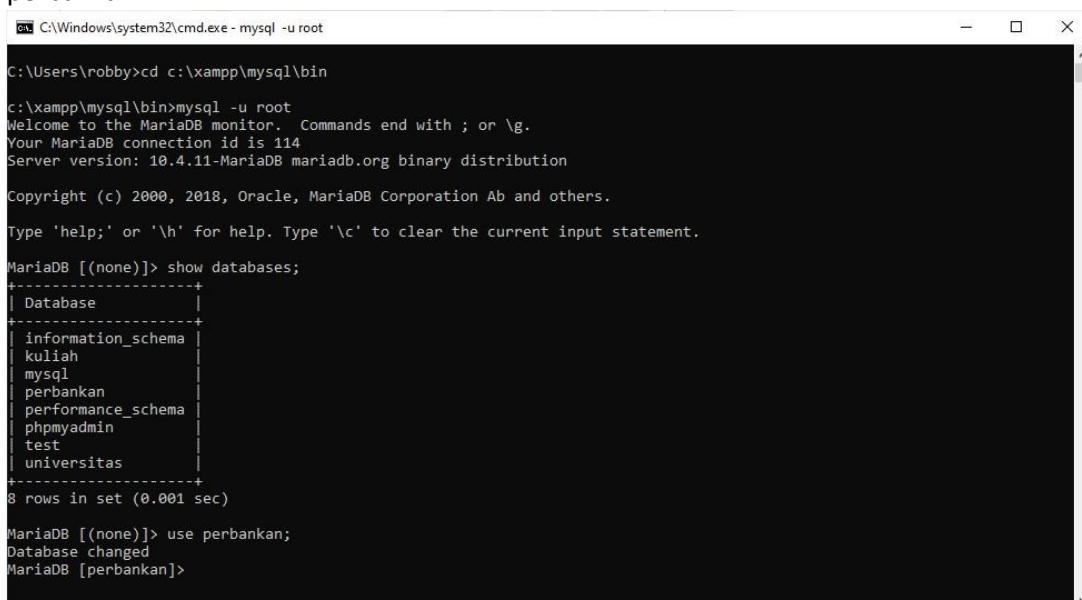 C:\Windows\system32\cmd.exe - mysql -u root
C:\Users\robby>cd c:\xampp\mysql\bin
c:\xampp\mysql\bin>mysql -u root
Welcome to the MariaDB monitor.  Commands end with ; or \g.
Your MariaDB connection id is 114
Server version: 10.4.11-MariaDB mariadb.org binary distribution
Copyright (c) 2000, 2018, Oracle, MariaDB Corporation Ab and others.
Type 'help;' or '\h' for help. Type '\c' to clear the current input statement.
MariaDB [(none)]> show databases;
+--------------------+
| Database           |
+--------------------+
| information_schema |
| kuliah             |
| mysql              |
| perbankan          |
| performance_schema |
| phpmyadmin         |
| test               |
| universitas        |
+--------------------+
8 rows in set (0.001 sec)
MariaDB [(none)]> use perbankan;
Database changed
MariaDB [perbankan]>